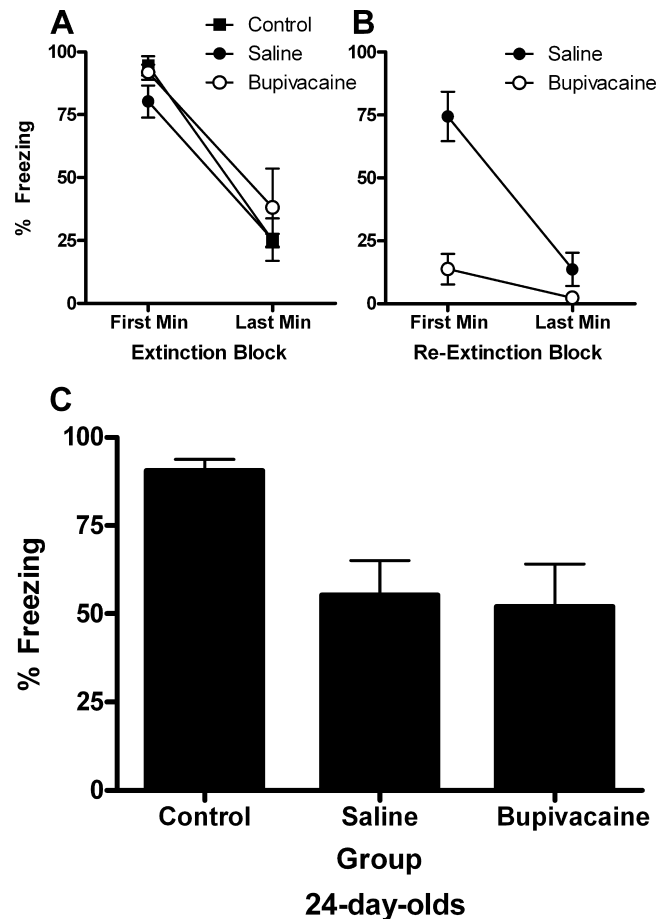 A
Control
Saline
Bupivacaine
% Freezing
100
75
50
25
0
First Min Last Min
Extinction Block
B
Saline
Bupivacaine
100
75
50
25
0
First Min Last Min
Re-Extinction Block
C
% Freezing
100
75
50
25
0
Control Saline Bupivacaine
Group
24-day-olds